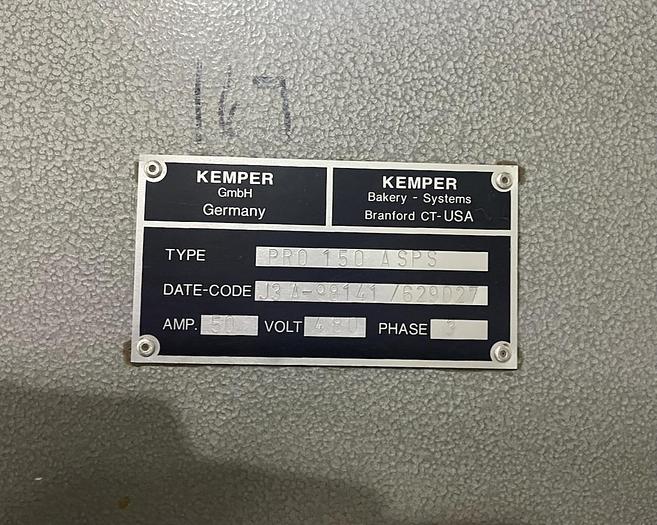 167
KEMPER
GmbH
Germany
KEMPER
Bakery - Systems
Branford CT-USA
TYPE PRO 150 ASPS
DATE-CODE J3A-98141/629027
AMP. 50 VOLT 480 PHASE 3